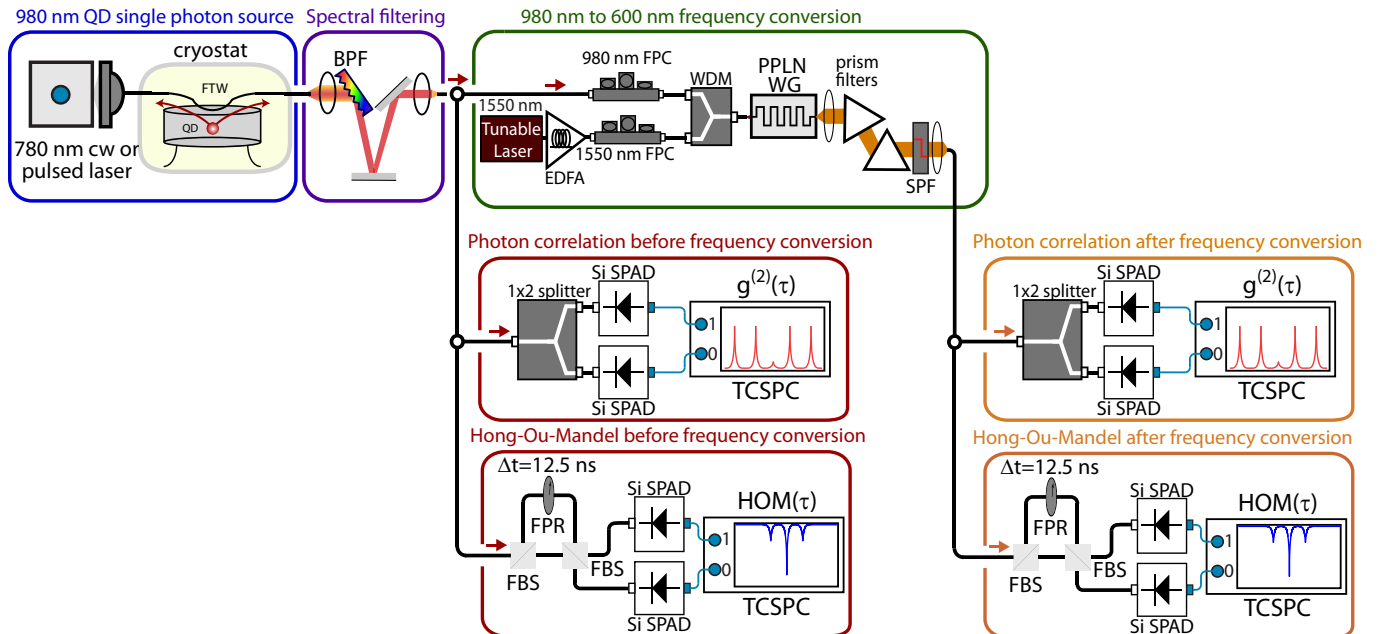 980 nm QD single photon source
cryostat
FTW
QD
780 nm cw or
pulsed laser
Spectral filtering
BPF
980 nm to 600 nm frequency conversion
980 nm FPC
WDM
PPLN
WG
prism
filters
1550 nm
Tunable
Laser
EDFA
1550 nm FPC
SPF
Photon correlation before frequency conversion
1x2 splitter
Si SPAD
Si SPAD
g(2)(τ)
1
0
TCSPC
Photon correlation after frequency conversion
1x2 splitter
Si SPAD
Si SPAD
g(2)(τ)
1
0
TCSPC
Hong-Ou-Mandel before frequency conversion
Δt=12.5 ns
FPR
FBS
FBS
Si SPAD
Si SPAD
HOM(τ)
1
0
TCSPC
Hong-Ou-Mandel after frequency conversion
Δt=12.5 ns
FPR
FBS
FBS
Si SPAD
Si SPAD
HOM(τ)
1
0
TCSPC